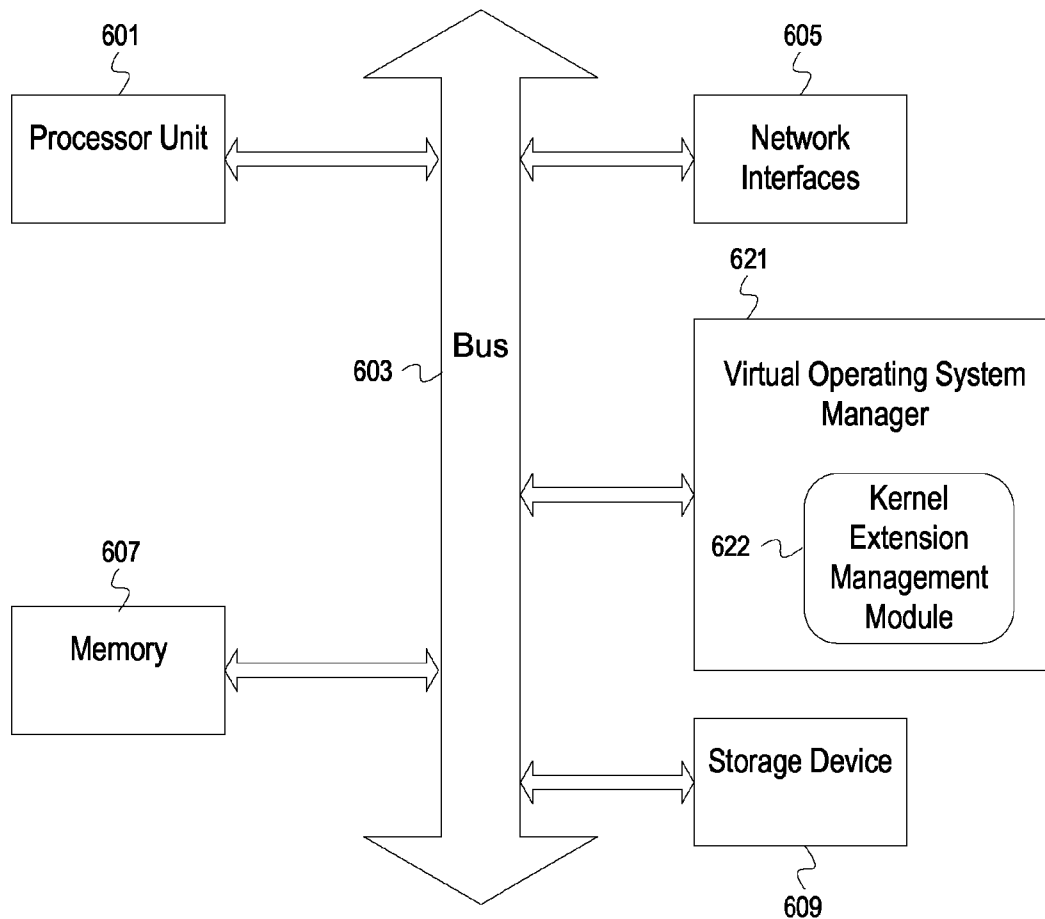 601
Processor Unit
605
Network
Interfaces
621
Bus
603
Virtual Operating System
Manager
622
Kernel
Extension
Management
Module
607
Memory
Storage Device
609